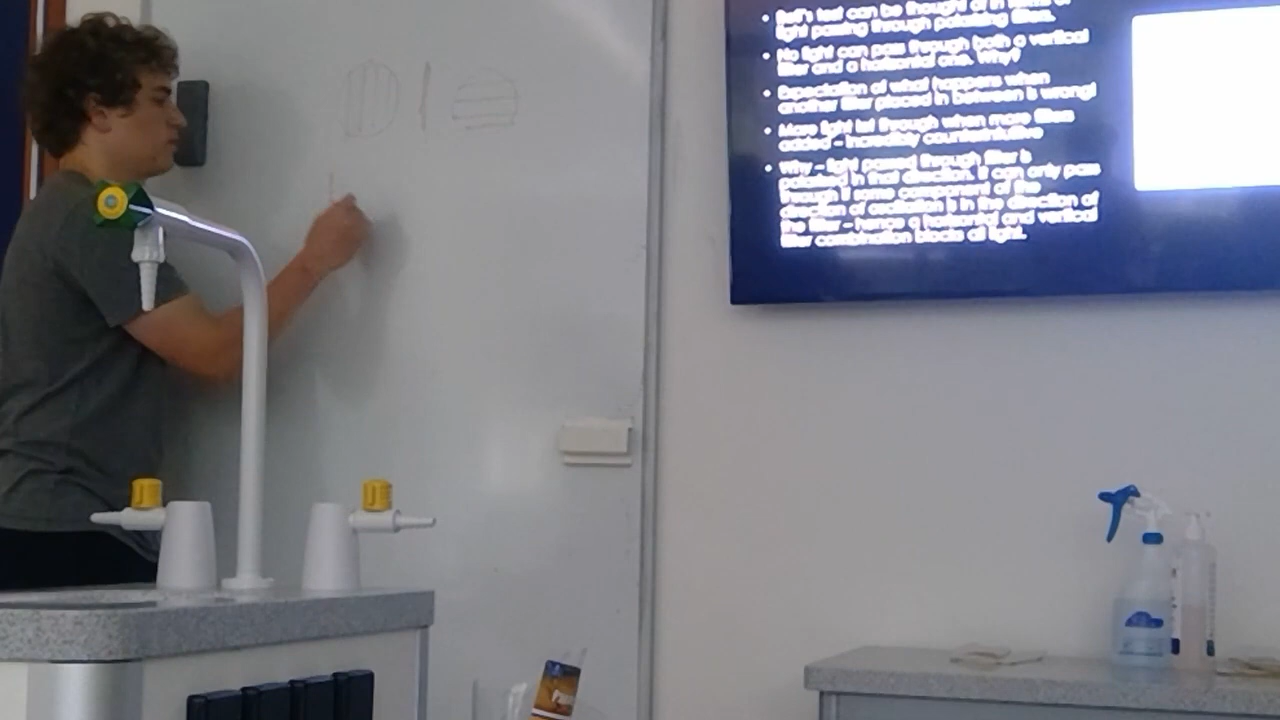 • Bell's test can be thought of in terms of
light passing through polarising filters.
• No light can pass through both a vertical
filter and a horizontal one. Why?
• Expectation of what happens when
another filter placed in between is wrong!
• More light let through when more filters
added – incredibly counterintuitive
• Why – light passed through filter is
polarised in that direction. It can only pass
through if some component of the
direction of oscillation is in the direction of
the filter – hence a horizontal and vertical
filter combination blocks all light.